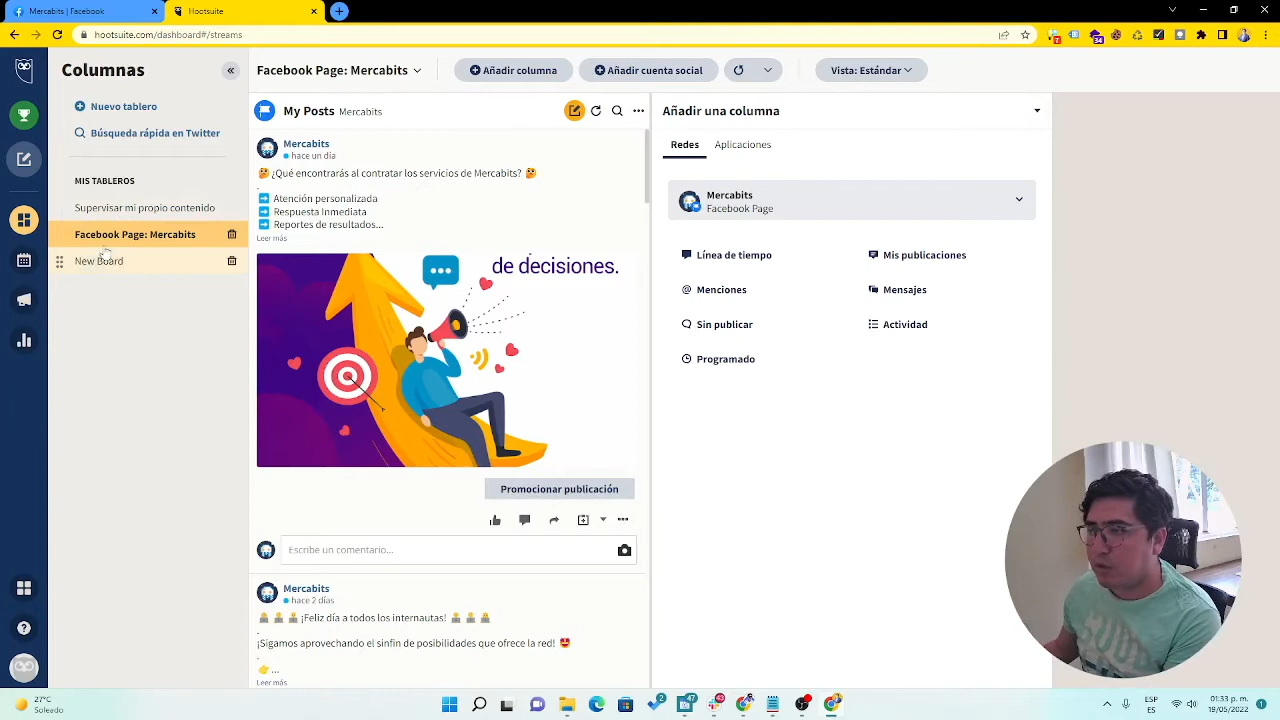 Mercabits | Facebook
Hootsuite
hootsuite.com/dashboard#/streams
Columnas
Nuevo tablero
Búsqueda rápida en Twitter
MIS TABLEROS
Supervisar mi propio contenido
Facebook Page: Mercabits
New Board
Facebook Page: Mercabits
Añadir columna
Añadir cuenta social
Vista: Estándar
My Posts Mercabits
Mercabits
hace un día
🤔 ¿Qué encontrarás al contratar los servicios de Mercabits? 🤔
.
➡️ Atención personalizada
➡️ Respuesta Inmediata
➡️ Reportes de resultados...
Leer más
de decisiones.
Promocionar publicación
Escribe un comentario...
Mercabits
hace 2 días
¡Feliz día a todos los internautas!
.
¡Sigamos aprovechando el sinfin de posibilidades que ofrece la red! 🤩
.
👉 ...
Leer más
Añadir una columna
Redes Aplicaciones
Mercabits
Facebook Page
Línea de tiempo
Mis publicaciones
Menciones
Mensajes
Sin publicar
Actividad
Programado
27°C
Soleado
ES
01:33 p. m.
19/05/2022